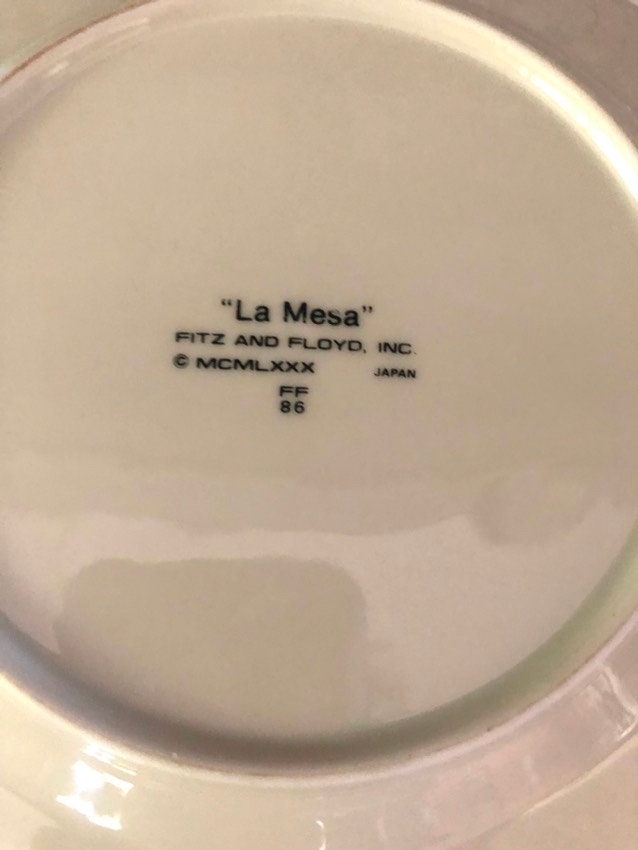 “La Mesa”
FITZ AND FLOYD, INC.
© MCMLXXX JAPAN
FF
86